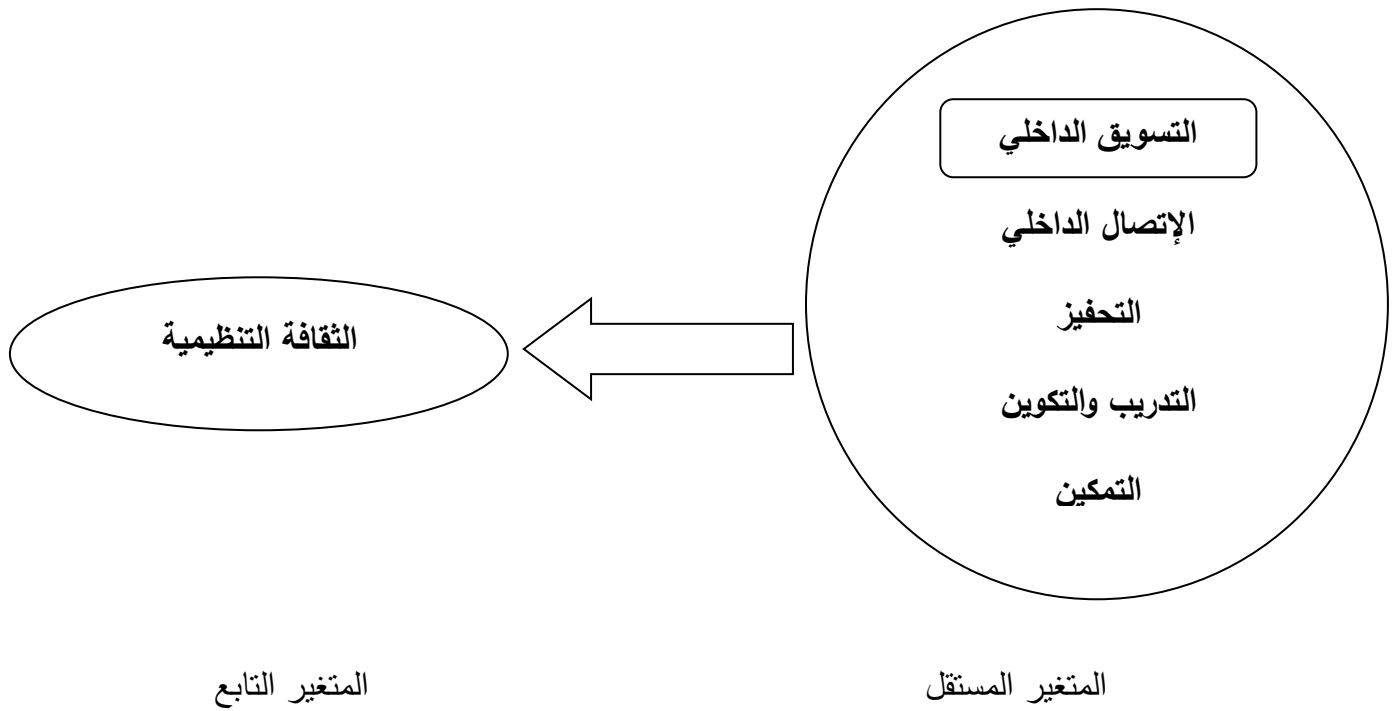 التسويق الداخلي
الإتصال الداخلي
التحفيز
التدريب والتكوين
التمكين
الثقافة التنظيمية
المتغير المستقل
المتغير التابع